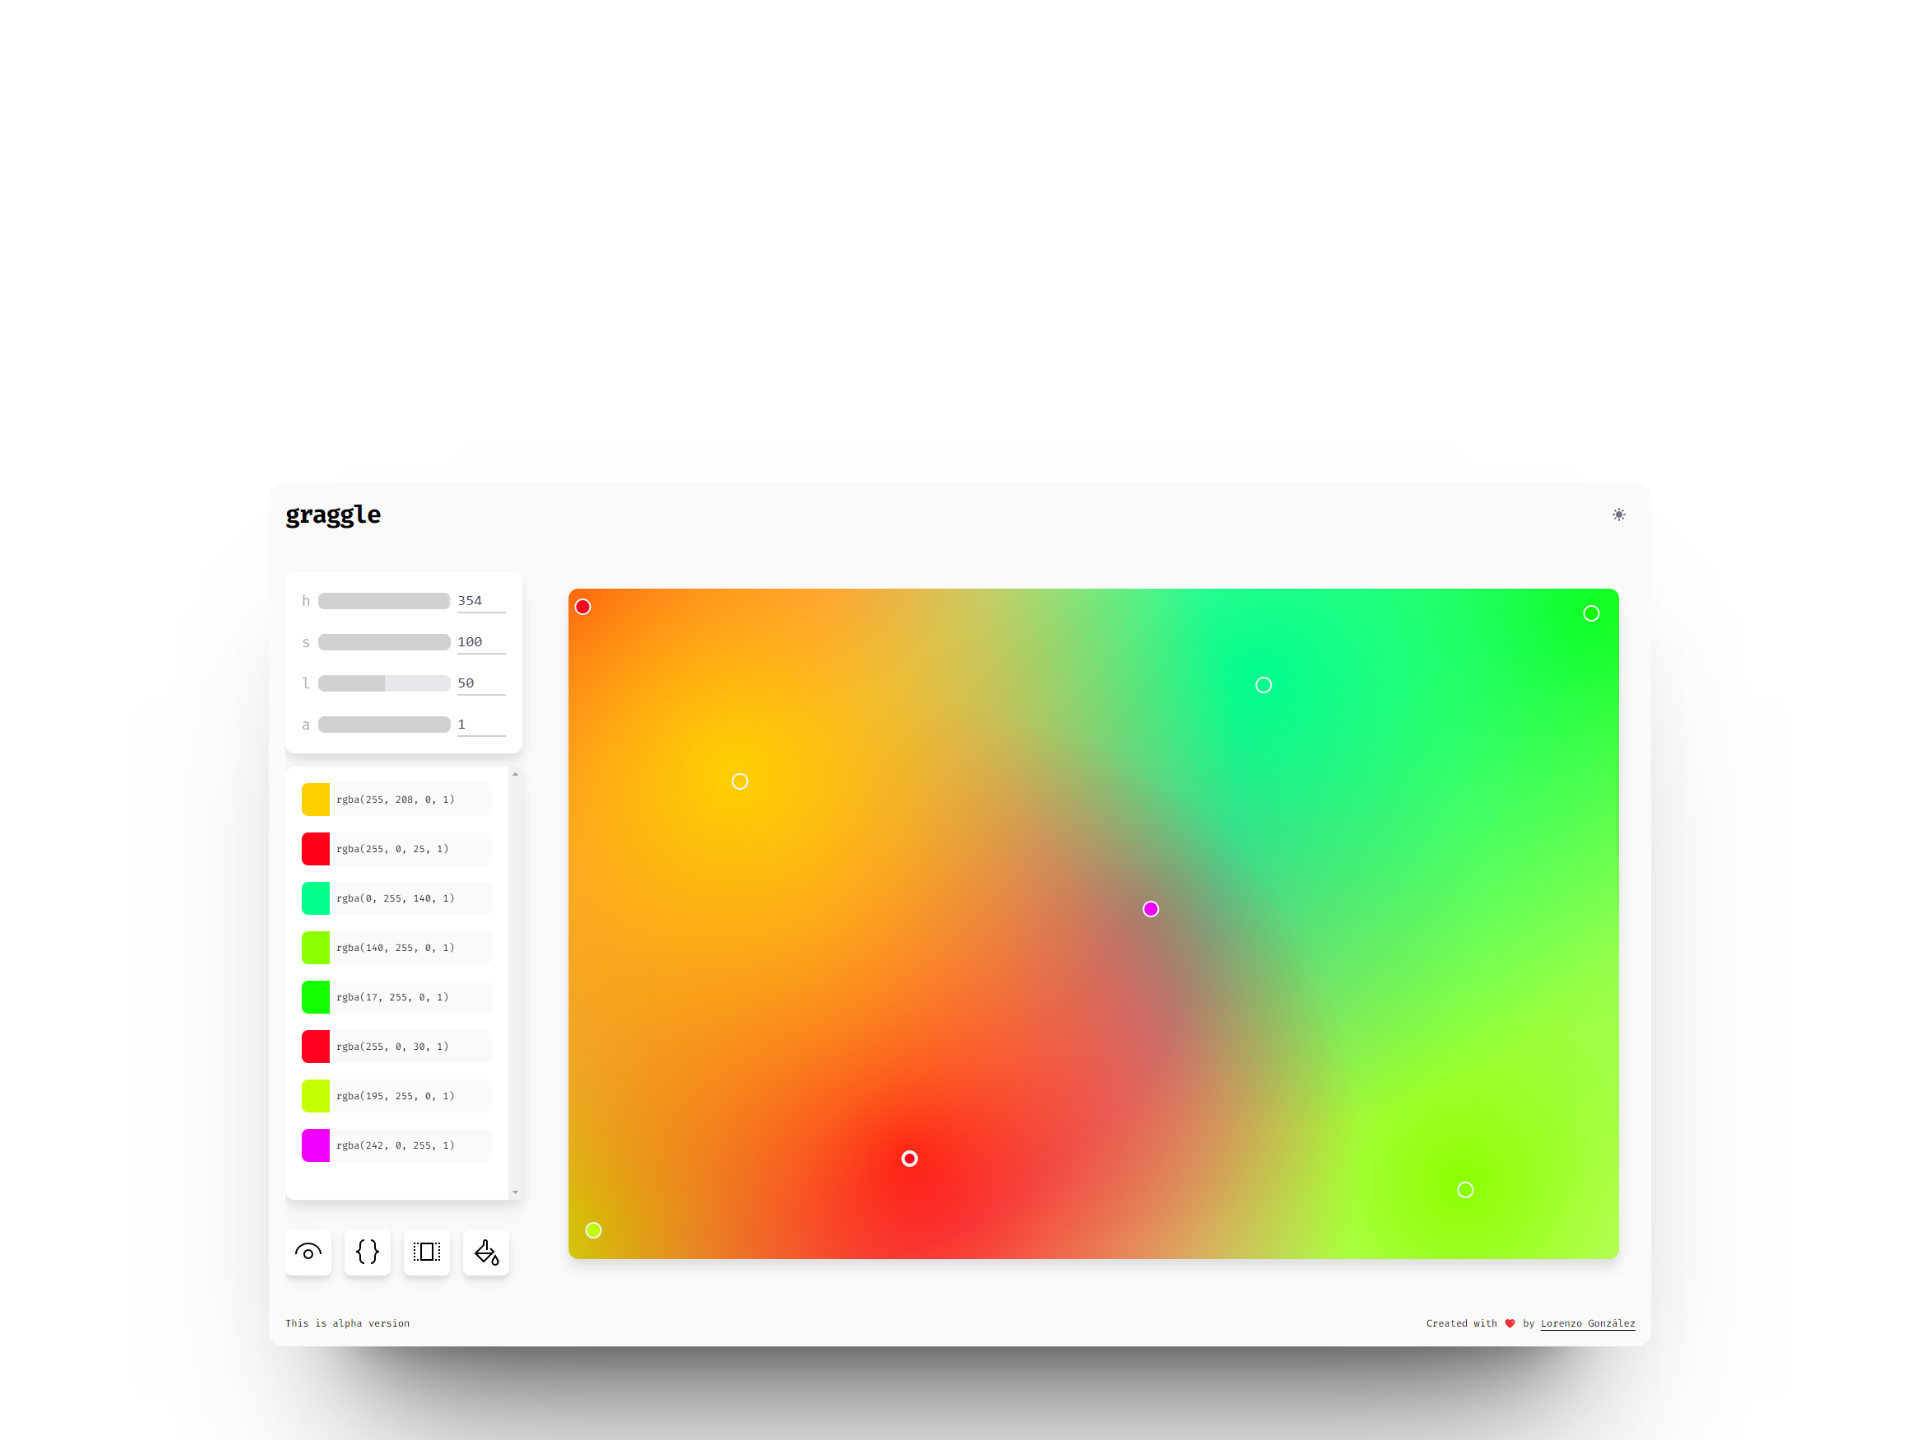 graggle
h 354
s 100
l 50
a 1
rgba(255, 208, 0, 1)
rgba(255, 0, 25, 1)
rgba(0, 255, 140, 1)
rgba(140, 255, 0, 1)
rgba(17, 255, 0, 1)
rgba(255, 0, 30, 1)
rgba(195, 255, 0, 1)
rgba(242, 0, 255, 1)
This is alpha version
Created with ❤️ by Lorenzo González